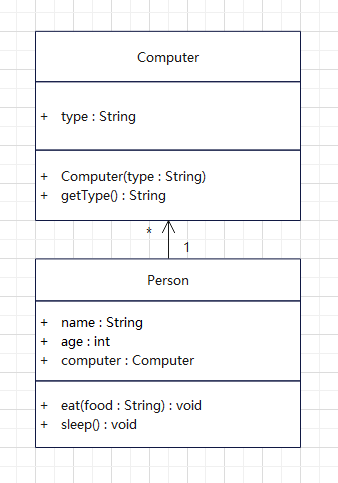 Computer
+ type : String
+ Computer(type : String)
+ getType() : String
*
1
Person
+ name : String
+ age : int
+ computer : Computer
+ eat(food : String) : void
+ sleep() : void